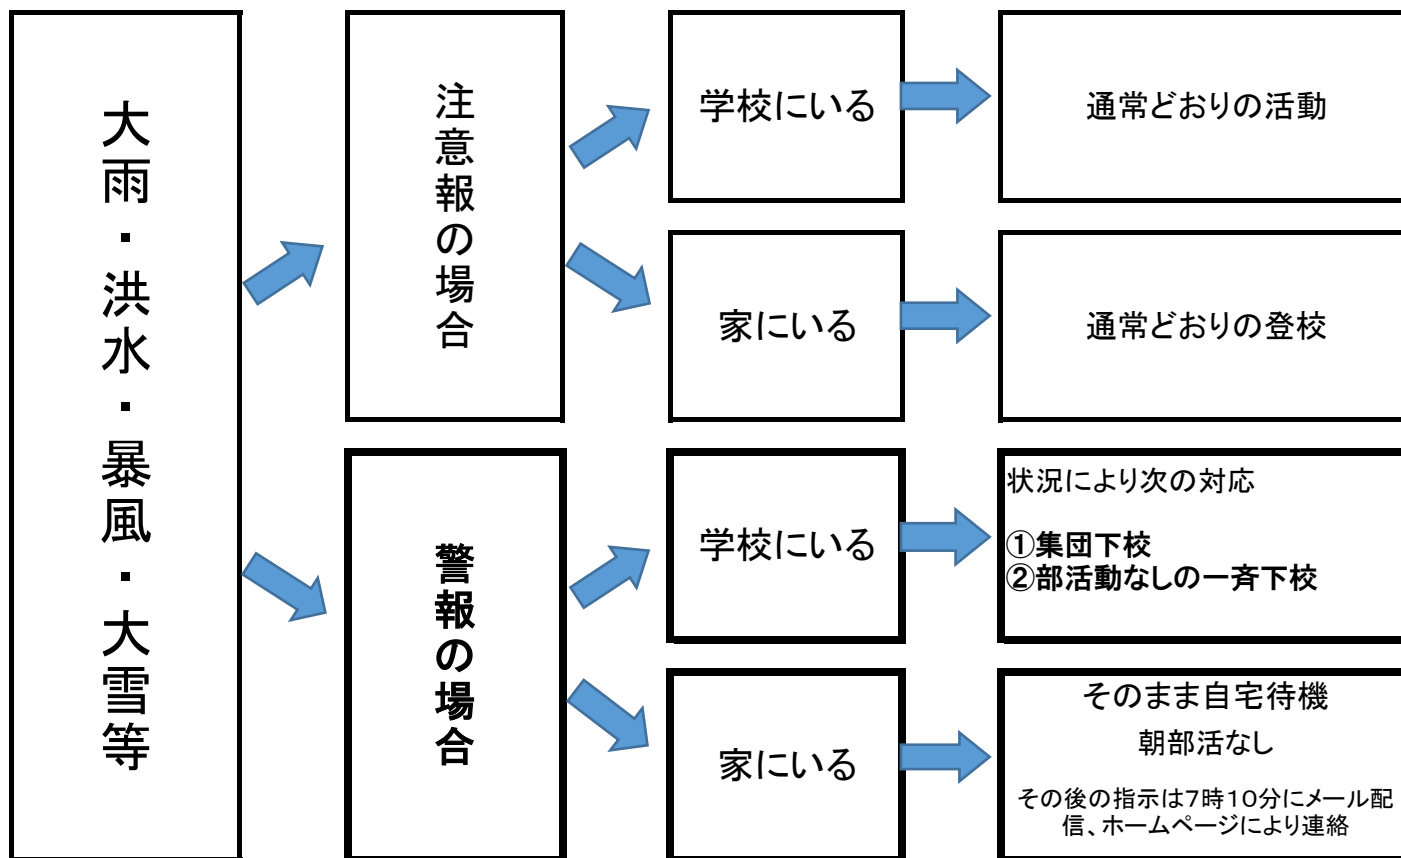 大雨・洪水・暴風・大雪等
注意報の場合
学校にいる
通常どおりの活動
家にいる
通常どおりの登校
警報の場合
学校にいる
状況により次の対応
①集団下校
②部活動なしの一斉下校
家にいる
そのまま自宅待機
朝部活なし
その後の指示は7時10分にメール配
信、ホームページにより連絡